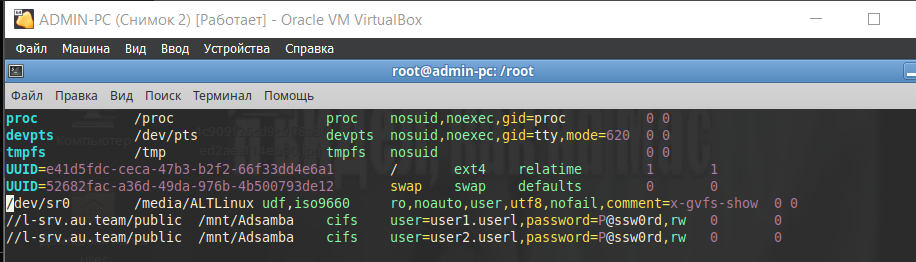 ADMIN-PC (Снимок 2) [Работает] - Oracle VM VirtualBox
Файл Машина Вид Ввод Устройства Справка
root@admin-pc: /root
Файл Правка Вид Поиск Терминал Помощь
proc /proc proc nosuid,noexec,gid=proc 0 0
devpts /dev/pts devpts nosuid,noexec,gid=tty,mode=620 0 0
tmpfs /tmp tmpfs nosuid 0 0
UUID=e41d5fdc-ceca-47b3-b2f2-66f33dd4e6a1 / ext4 relatime 1 1
UUID=52682fac-a36d-49da-976b-4b500793de12 swap swap defaults 0 0
/dev/sr0 /media/ALTLinux udf,iso9660 ro,noauto,user,utf8,nofail,comment=x-gvfs-show 0 0
//l-srv.au.team/public /mnt/Adsamba cifs user=user1.userl,password=P@ssw0rd,rw 0 0
//l-srv.au.team/public /mnt/Adsamba cifs user=user2.userl,password=P@ssw0rd,rw 0 0